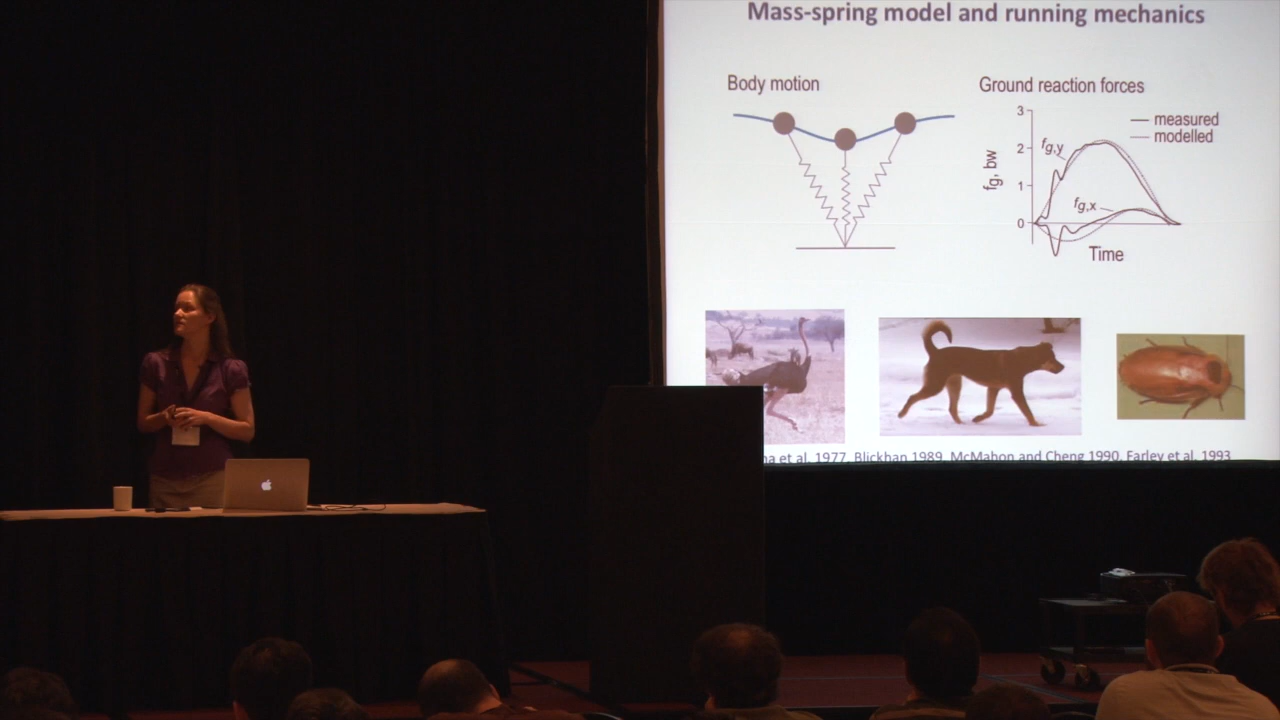 Mass-spring model and running mechanics
Body motion
Ground reaction forces
3
2
1
0
fg, bw
measured
modelled
fg,y
fg,x
Time
et al. 1977, Blickhan 1989, McMahon and Cheng 1990, Farley et al. 1993